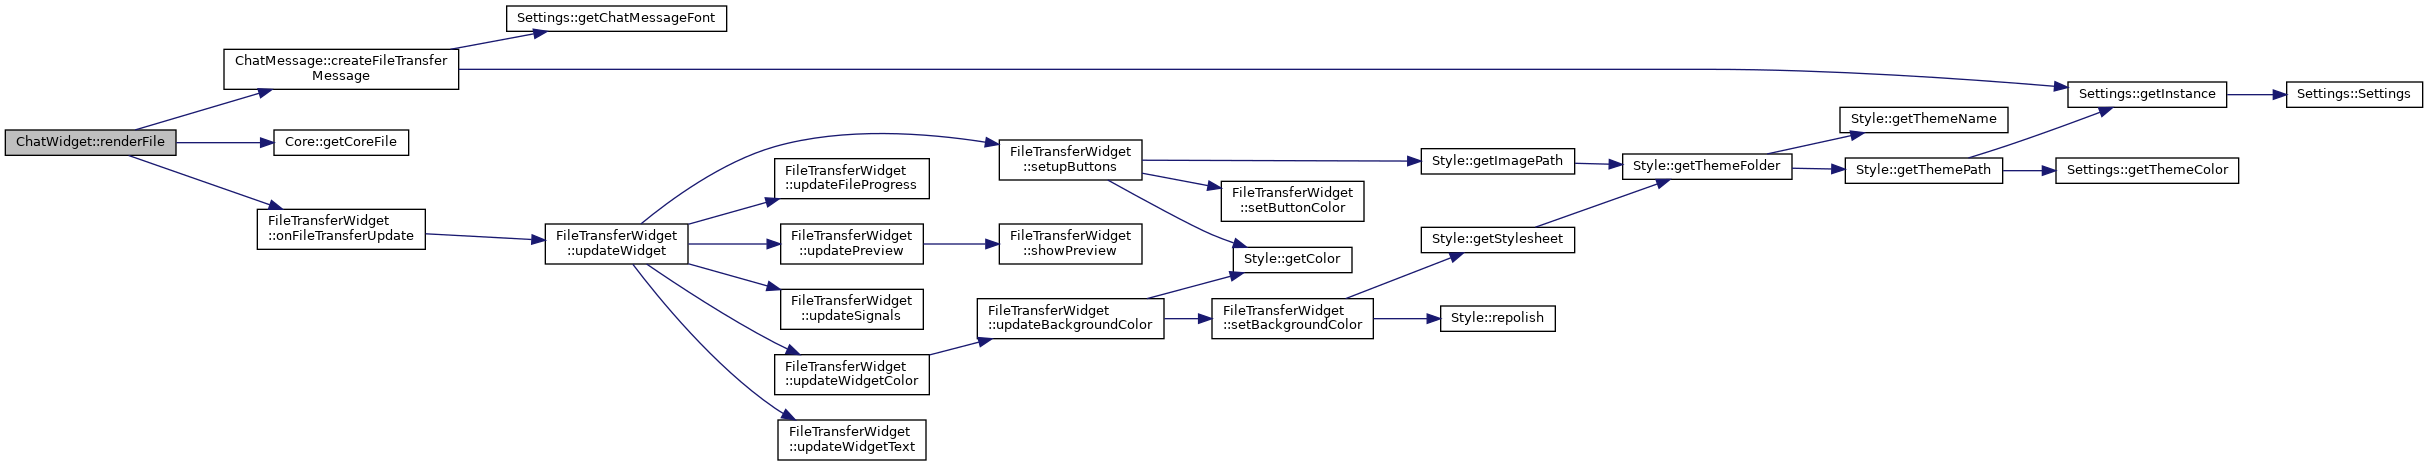 Settings::getChatMessageFont
ChatMessage::createFileTransfer
Message
Settings::getInstance
Settings::Settings
Style::getThemeName
ChatWidget::renderFile
Core::getCoreFile
FileTransferWidget
::setupButtons
Style::getImagePath
Style::getThemeFolder
Style::getThemePath
Settings::getThemeColor
FileTransferWidget
::updateFileProgress
FileTransferWidget
::setButtonColor
FileTransferWidget
::onFileTransferUpdate
FileTransferWidget
::updateWidget
FileTransferWidget
::updatePreview
FileTransferWidget
::showPreview
Style::getStylesheet
Style::getColor
FileTransferWidget
::updateSignals
FileTransferWidget
::updateBackgroundColor
FileTransferWidget
::setBackgroundColor
Style::repolish
FileTransferWidget
::updateWidgetColor
FileTransferWidget
::updateWidgetText